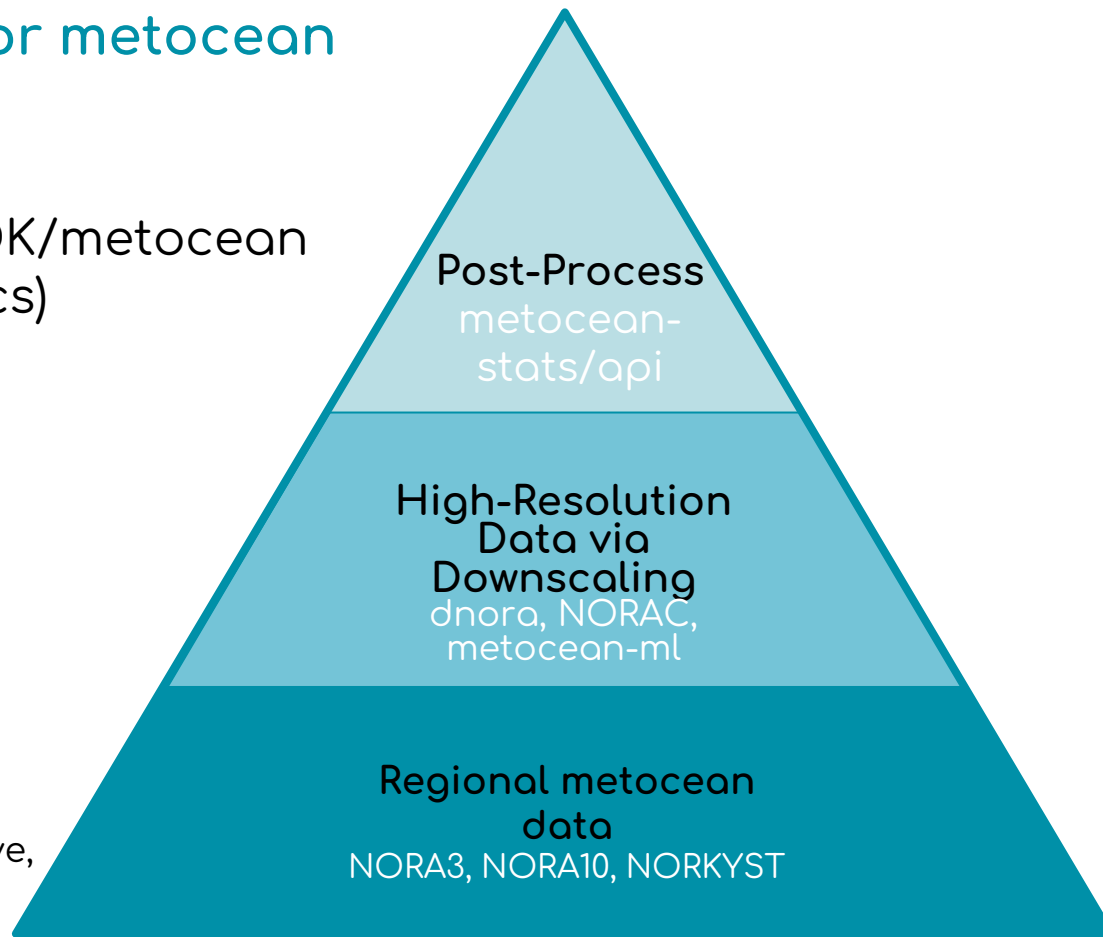 or metocean
K/metocean
cs)
Post-Process
metocean-
stats/api
High-Resolution
Data via
Downscaling
dnora, NORAC,
metocean-ml
Regional metocean
data
NORA3, NORA10, NORKYST
ve,